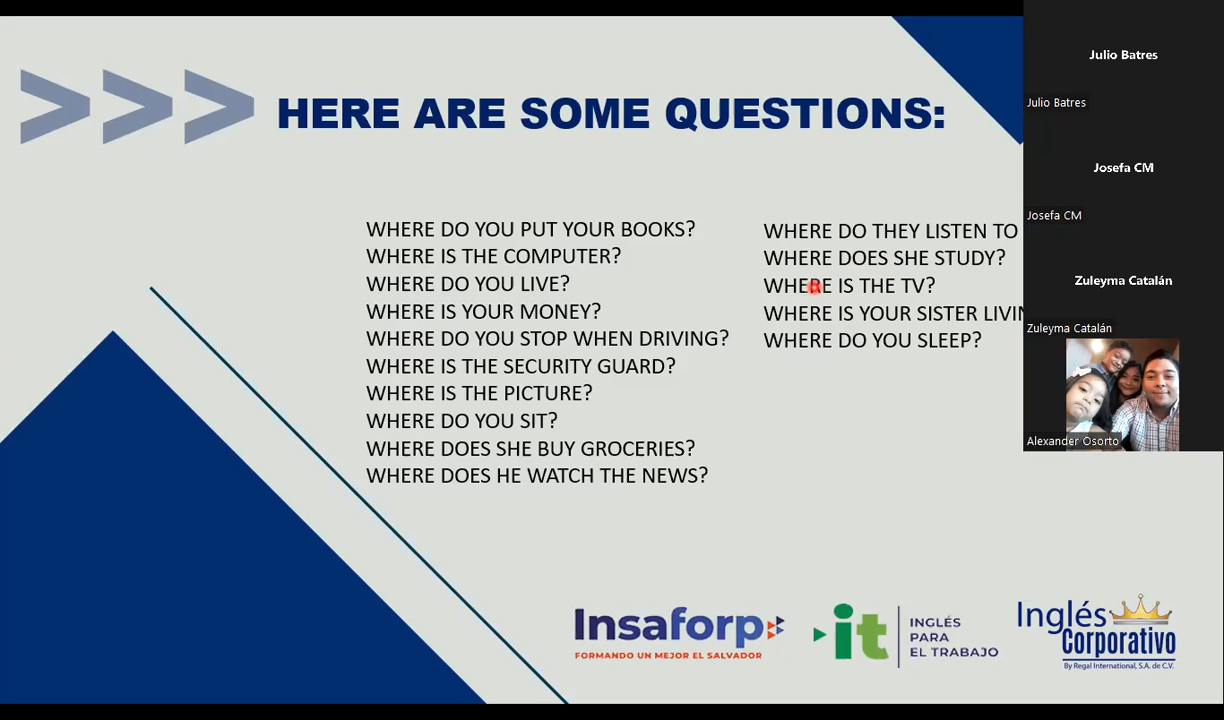 HERE ARE SOME QUESTIONS:
WHERE DO YOU PUT YOUR BOOKS?
WHERE IS THE COMPUTER?
WHERE DO YOU LIVE?
WHERE IS YOUR MONEY?
WHERE DO YOU STOP WHEN DRIVING?
WHERE IS THE SECURITY GUARD?
WHERE IS THE PICTURE?
WHERE DO YOU SIT?
WHERE DOES SHE BUY GROCERIES?
WHERE DOES HE WATCH THE NEWS?
WHERE DO THEY LISTEN TO
WHERE DOES SHE STUDY?
WHERE IS THE TV?
WHERE IS YOUR SISTER
WHERE DO YOU SLEEP?
Julio Batres
Julio Batres
Josefa CM
Josefa CM
Zuleyma Catalán
Zuleyma Catalán
Alexander Osorto
Insaforp
FORMANDO UN MEJOR EL SALVADOR
it
INGLÉS
PARA
EL TRABAJO
Inglés
Corporativo
By Regal International, S.A. de C.V.